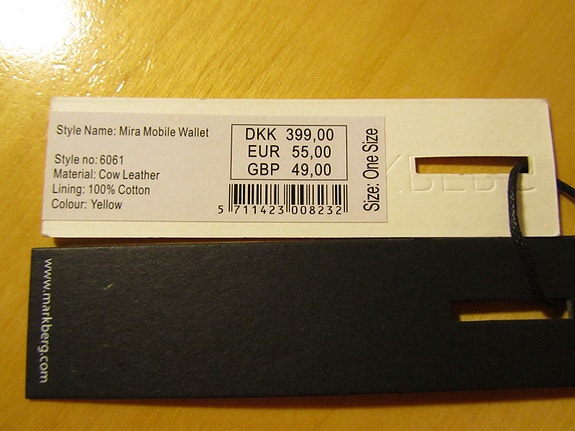 Style Name: Mira Mobile Wallet
Style no: 6061
Material: Cow Leather
Lining: 100% Cotton
Colour: Yellow
DKK 399,00
EUR 55,00
GBP 49,00
5 711423 008232
Size: One Size
www.markberg.com